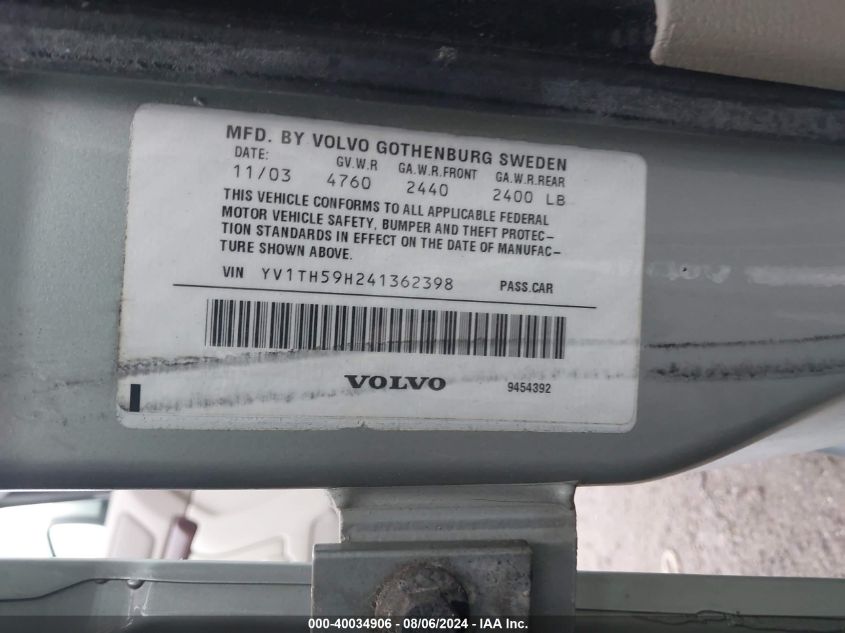 MFD. BY VOLVO GOTHENBURG SWEDEN
DATE: GV.W.R GA.W.R.FRONT GA.W.R.REAR
11/03 4760 2440 2400 LB
THIS VEHICLE CONFORMS TO ALL APPLICABLE FEDERAL
MOTOR VEHICLE SAFETY, BUMPER AND THEFT PROTEC-
TION STANDARDS IN EFFECT ON THE DATE OF MANUFAC-
TURE SHOWN ABOVE.
VIN YV1TH59H241362398 PASS.CAR
VOLVO 9454392
000-40034906 - 08/06/2024 - IAA, Inc.